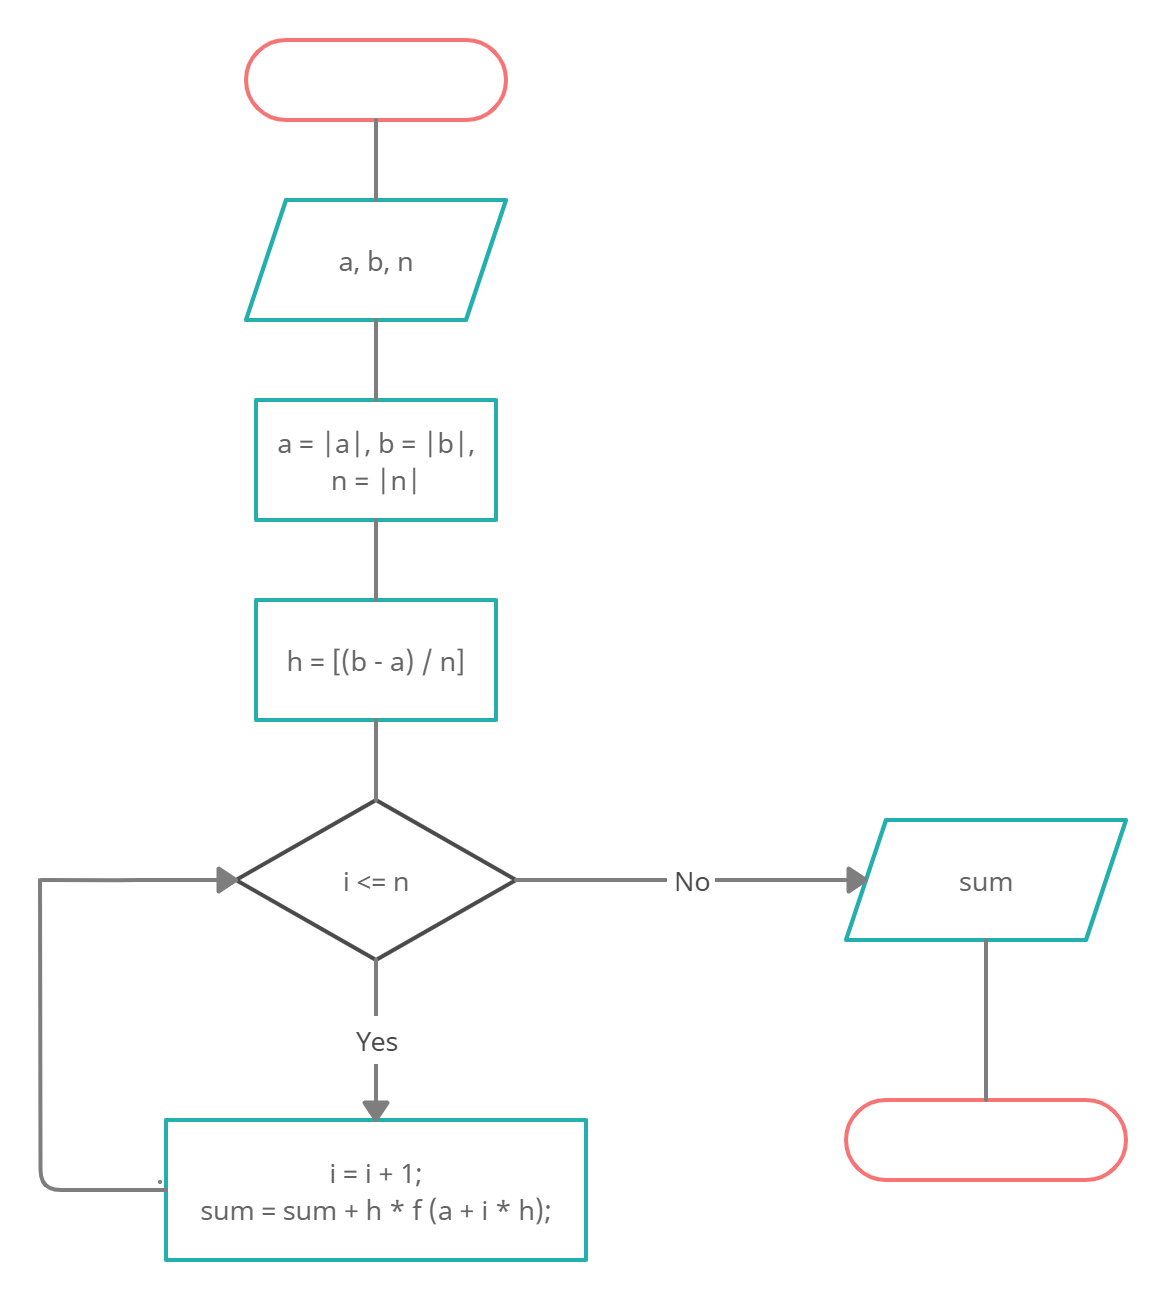 a, b, n
a = |a|, b = |b|,
n = |n|
h = [(b - a) / n]
i <= n
No
sum
Yes
i = i + 1;
sum = sum + h * f (a + i * h);
.